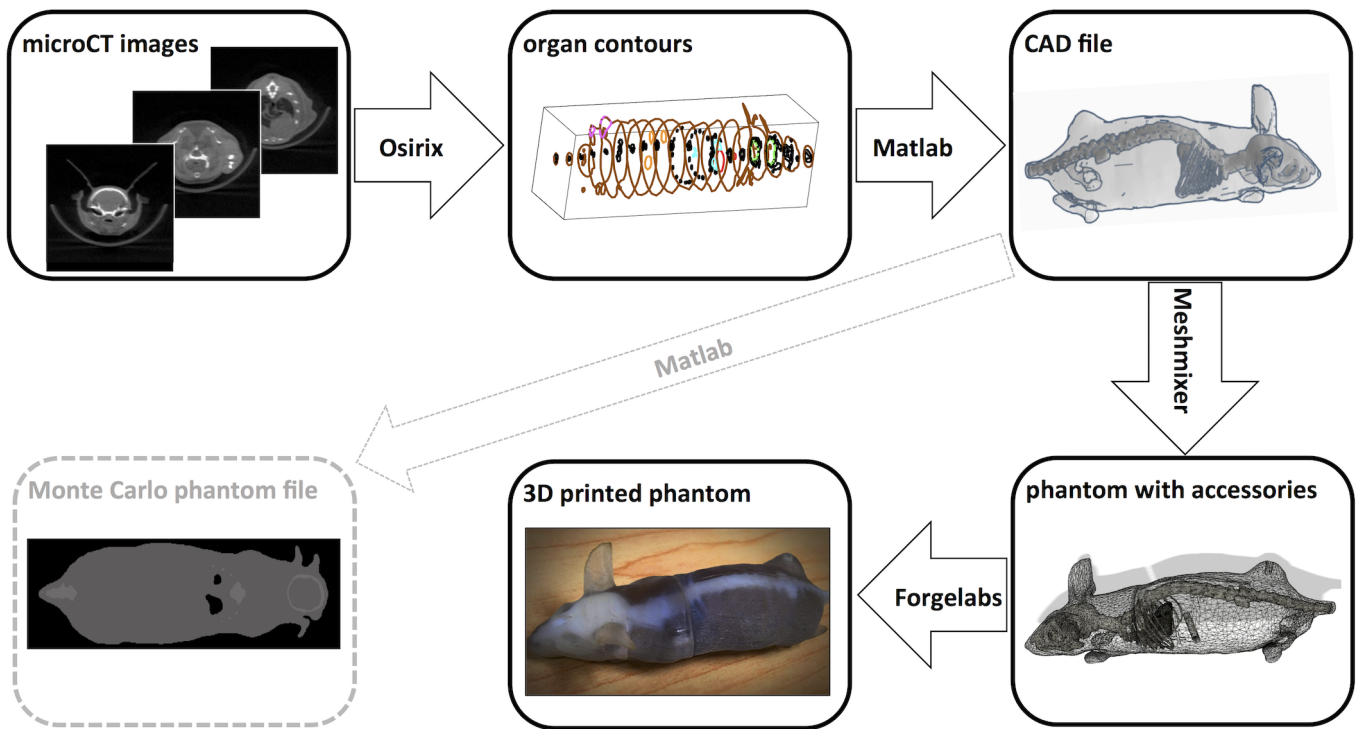 microCT images
organ contours
CAD file
Osirix
Matlab
Meshmixer
Matlab
Monte Carlo phantom file
3D printed phantom
phantom with accessories
Forgelabs